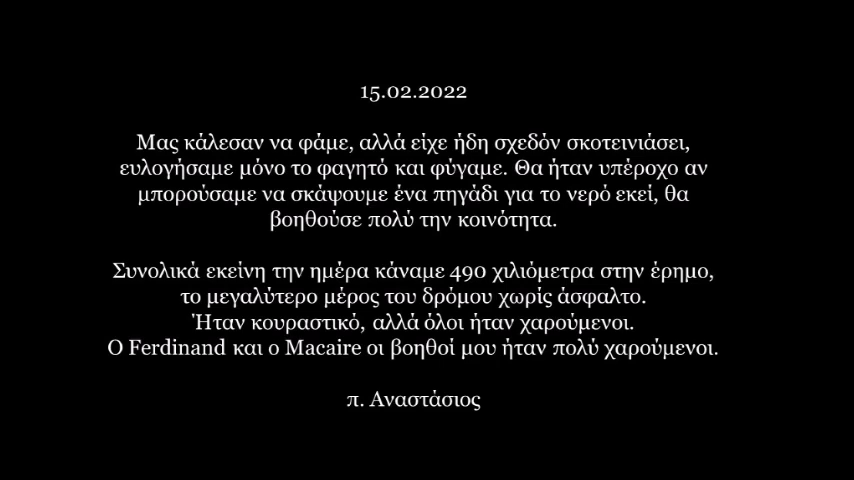 15.02.2022
Μας κάλεσαν να φάμε, αλλά είχε ήδη σχεδόν σκοτεινιάσει,
ευλογήσαμε μόνο το φαγητό και φύγαμε. Θα ήταν υπέροχο αν
μπορούσαμε να σκάψουμε ένα πηγάδι για το νερό εκεί, θα
βοηθούσε πολύ την κοινότητα.
Συνολικά εκείνη την ημέρα κάναμε 490 χιλιόμετρα στην έρημο,
το μεγαλύτερο μέρος του δρόμου χωρίς άσφαλτο.
Ήταν κουραστικό, αλλά όλοι ήταν χαρούμενοι.
Ο Ferdinand και ο Macaire οι βοηθοί μου ήταν πολύ χαρούμενοι.
π. Αναστάσιος